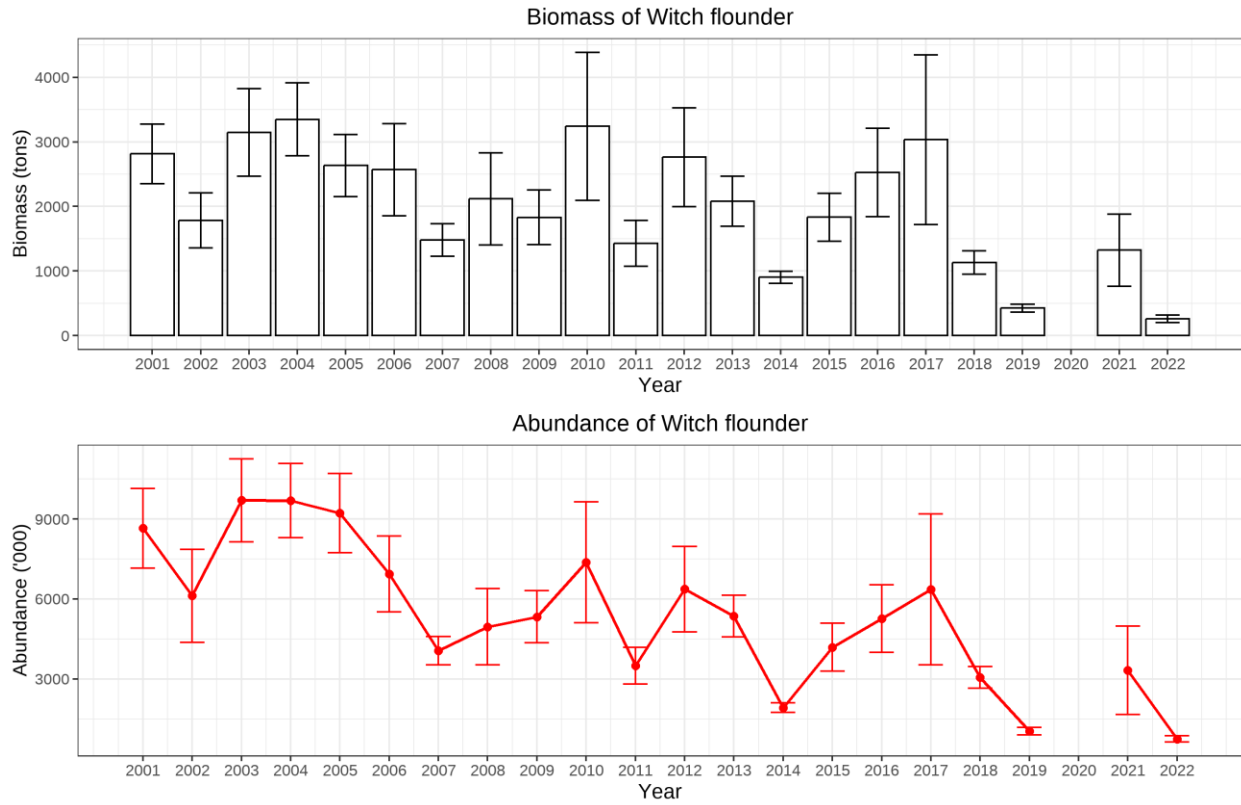 Biomass of Witch flounder
4000
3000
2000
1000
0
Biomass (tons)
2001 2002 2003 2004 2005 2006 2007 2008 2009 2010 2011 2012 2013 2014 2015 2016 2017 2018 2019 2020 2021 2022
Year
Abundance of Witch flounder
9000
6000
3000
Abundance ('000)
2001 2002 2003 2004 2005 2006 2007 2008 2009 2010 2011 2012 2013 2014 2015 2016 2017 2018 2019 2020 2021 2022
Year